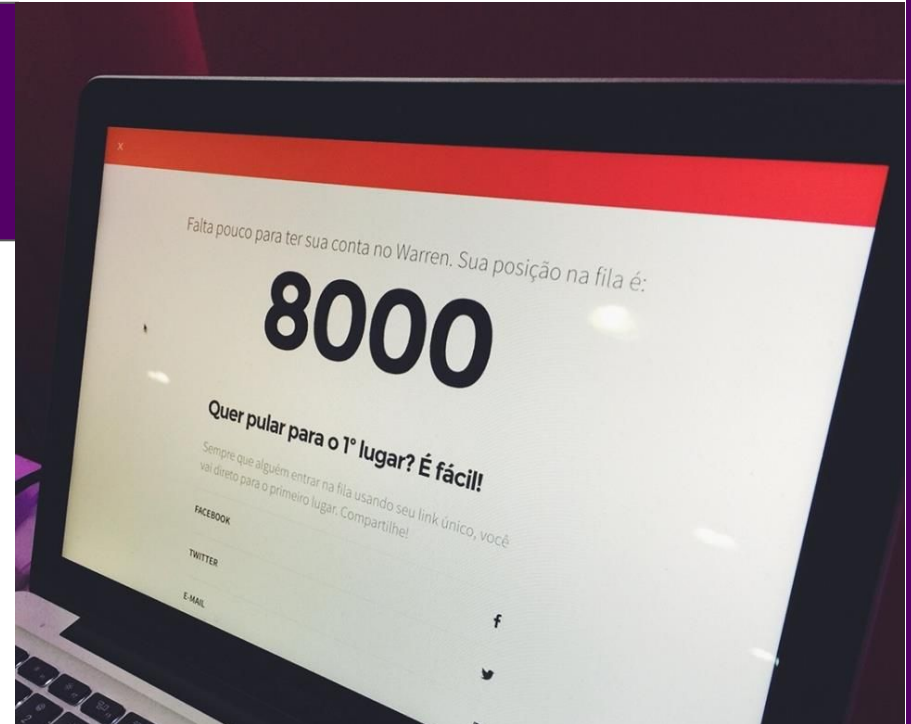 X
Falta pouco para ter sua conta no Warren. Sua posição na fila é:
8000
Quer pular para o 1º lugar? É fácil!
Sempre que alguém entrar na fila usando seu link único, você
vai direto para o primeiro lugar. Compartilhe!
FACEBOOK
TWITTER
E-MAIL